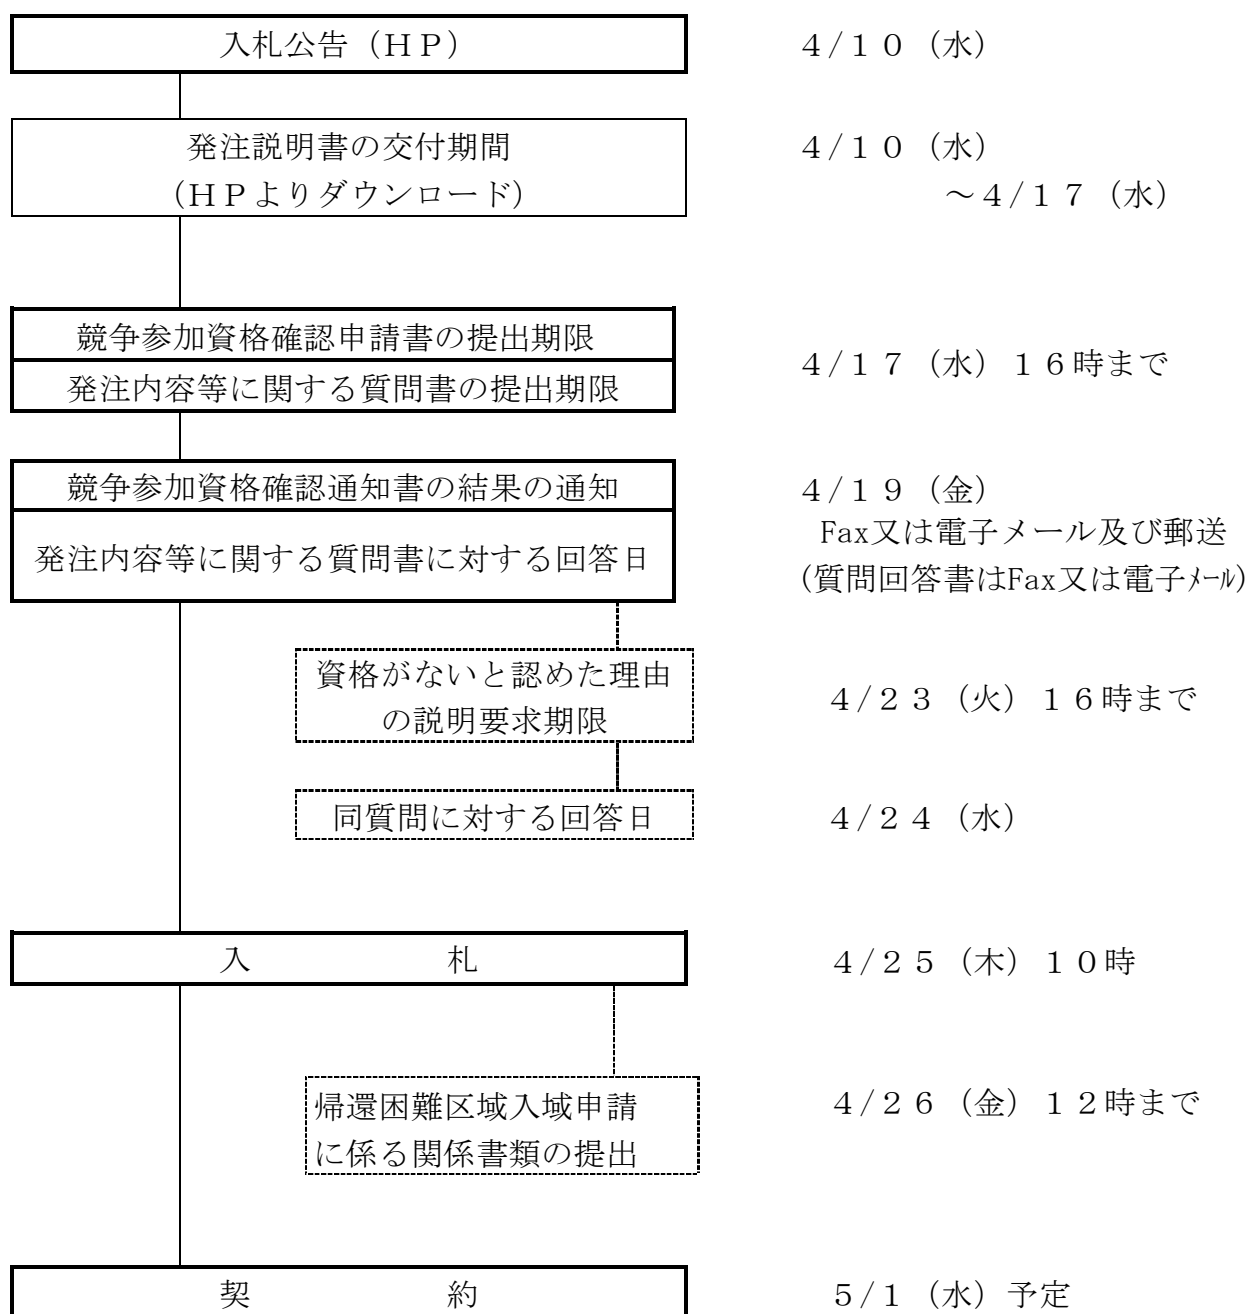 入札公告（ＨＰ）　４/１０（水）
発注説明書の交付期間　４/１０（水）
（ＨＰよりダウンロード）　～４/１７（水）
競争参加資格確認申請書の提出期限
発注内容等に関する質問書の提出期限
４/１７（水）１６時まで
競争参加資格確認通知書の結果の通知　４/１９（金）
Fax又は電子メール及び郵送
発注内容等に関する質問書に対する回答日
（質問回答書はFax又は電子ﾒｰﾙ）
資格がないと認めた理由
の説明要求期限
４/２３（火）１６時まで
同質問に対する回答日　４/２４（水）
入　札　４/２５（木）１０時
帰還困難区域入域申請　４/２６（金）１２時まで
に係る関係書類の提出
契　約　５/１（水）予定